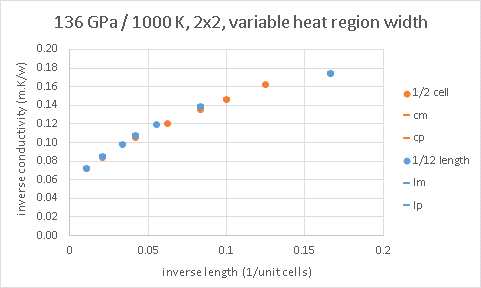 136 GPa / 1000 K, 2x2, variable heat region width
inverse conductivity (m.K/w)
0.20
0.18
0.16
0.14
0.12
0.10
0.08
0.06
0.04
0.02
0.00
0 0.05 0.1 0.15 0.2
inverse length (1/unit cells)
1/2 cell
cm
cp
1/12 length
lm
lp